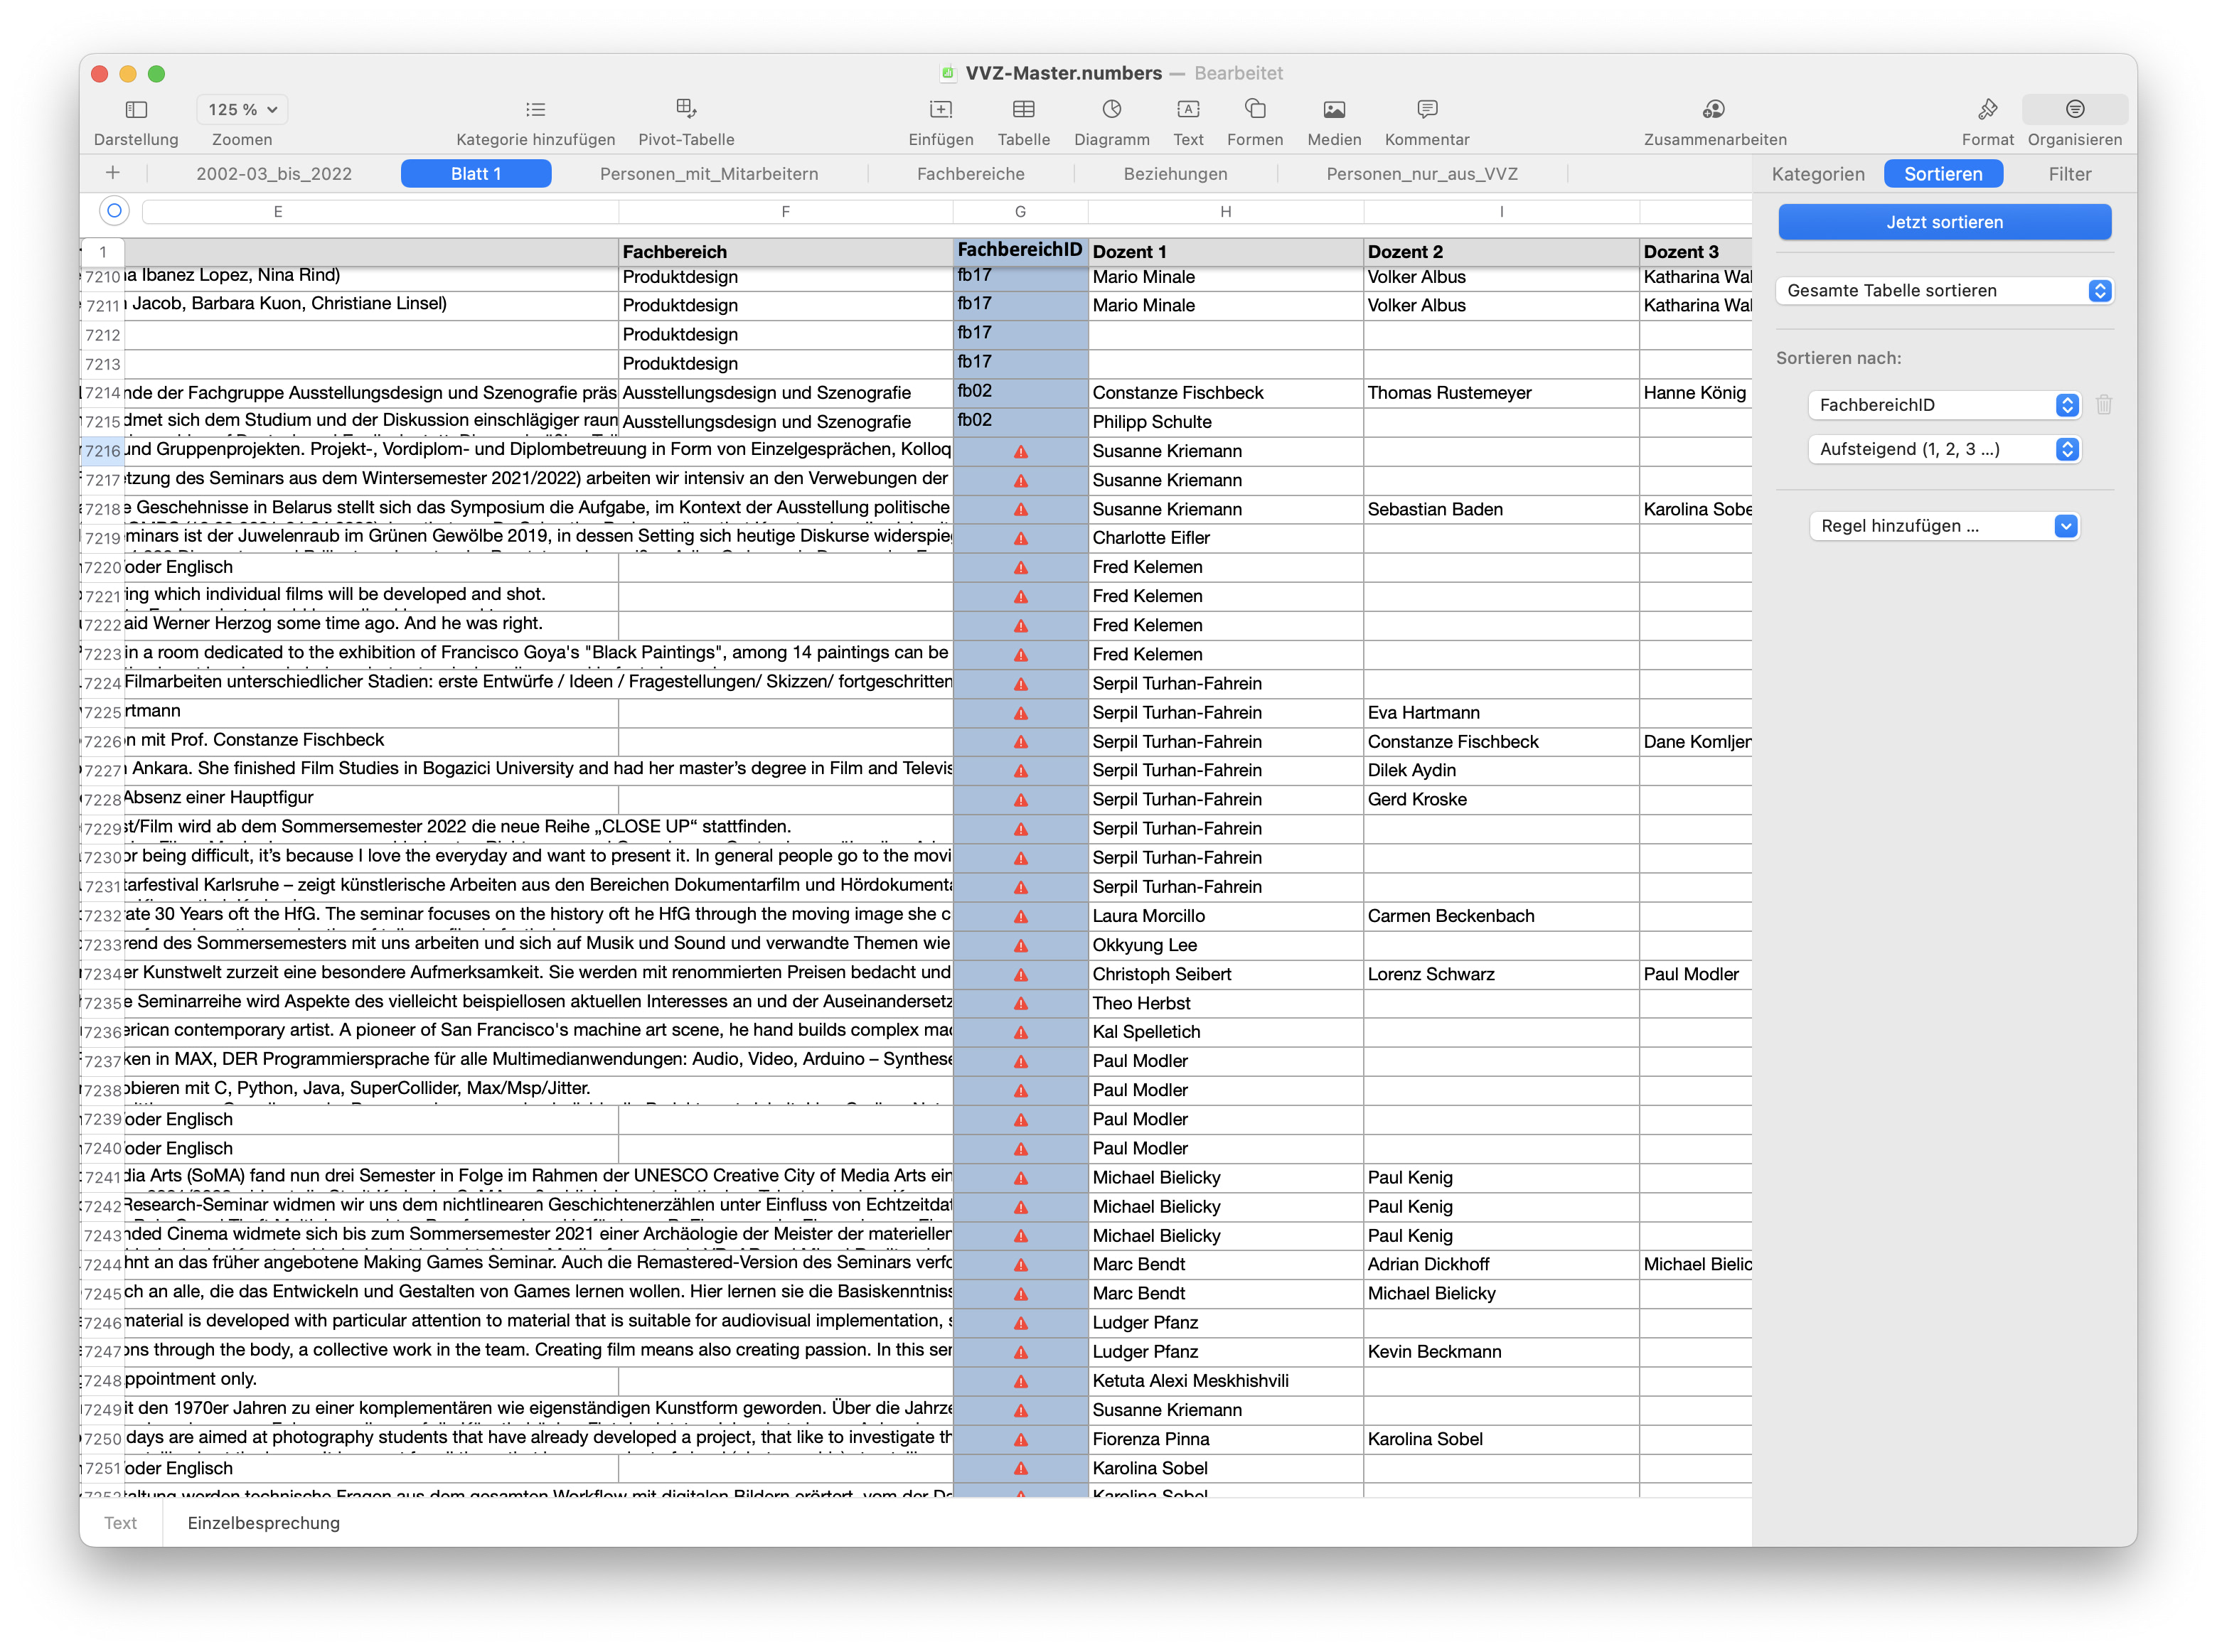 VVZ-Master.numbers — Bearbeitet
125 %
Darstellung Zoomen Kategorie hinzufügen Pivot-Tabelle Einfügen Tabelle Diagramm Text Formen Medien Kommentar Zusammenarbeiten Format Organisieren
2002-03_bis_2022 Blatt 1 Personen_mit_Mitarbeitern Fachbereiche Beziehungen Personen_nur_aus_VVZ
Kategorien Sortieren Filter
E F G H I
Jetzt sortieren
Gesamte Tabelle sortieren
Sortieren nach:
FachbereichID
Aufsteigend (1, 2, 3 ...)
Regel hinzufügen ...
1 Fachbereich FachbereichID Dozent 1 Dozent 2 Dozent 3
7210 Ibanez Lopez, Nina Rind) Produktdesign fb17 Mario Minale Volker Albus Katharina
7211 Jacob, Barbara Kuon, Christiane Linsel) Produktdesign fb17 Mario Minale Volker Albus Katharina
7212 Produktdesign fb17
7213 Produktdesign fb17
7214 nde der Fachgruppe Ausstellungsdesign und Szenografie präs Ausstellungsdesign und Szenografie fb02 Constanze Fischbeck Thomas Rustemeyer Hanne König
7215 dmet sich dem Studium und der Diskussion einschlägiger raum Ausstellungsdesign und Szenografie fb02 Philipp Schulte
7216 und Gruppenprojekten. Projekt-, Vordiplom- und Diplombetreuung in Form von Einzelgesprächen, Kolloq Susanne Kriemann
7217 etzung des Seminars aus dem Wintersemester 2021/2022) arbeiten wir intensiv an den Verwebungen der Susanne Kriemann
7218 e Geschehnisse in Belarus stellt sich das Symposium die Aufgabe, im Kontext der Ausstellung politische Susanne Kriemann Sebastian Baden Karolina Sobe
7219 minars ist der Juwelenraub im Grünen Gewölbe 2019, in dessen Setting sich heutige Diskurse widerspieg Charlotte Eifler
7220 oder Englisch Fred Kelemen
7221 ring which individual films will be developed and shot. Fred Kelemen
7222 aid Werner Herzog some time ago. And he was right. Fred Kelemen
7223 in a room dedicated to the exhibition of Francisco Goya's "Black Paintings", among 14 paintings can be Fred Kelemen
7224 Filmarbeiten unterschiedlicher Stadien: erste Entwürfe / Ideen / Fragestellungen/ Skizzen/ fortgeschritten Serpil Turhan-Fahrein
7225 rtmann Serpil Turhan-Fahrein Eva Hartmann
7226 n mit Prof. Constanze Fischbeck Serpil Turhan-Fahrein Constanze Fischbeck Dane Komljen
7227 Ankara. She finished Film Studies in Bogazici University and had her master’s degree in Film and Televis Serpil Turhan-Fahrein Dilek Aydin
7228 Absenz einer Hauptfigur Serpil Turhan-Fahrein Gerd Kroske
7229 st/Film wird ab dem Sommersemester 2022 die neue Reihe „CLOSE UP“ stattfinden. Serpil Turhan-Fahrein
7230 or being difficult, it’s because I love the everyday and want to present it. In general people go to the movi Serpil Turhan-Fahrein
7231 tarfestival Karlsruhe – zeigt künstlerische Arbeiten aus den Bereichen Dokumentarfilm und Hördokumenta Serpil Turhan-Fahrein
7232 rate 30 Years oft the HfG. The seminar focuses on the history oft he HfG through the moving image she c Laura Morcillo Carmen Beckenbach
7233 rend des Sommersemesters mit uns arbeiten und sich auf Musik und Sound und verwandte Themen wie Okkyung Lee
7234 er Kunstwelt zurzeit eine besondere Aufmerksamkeit. Sie werden mit renommierten Preisen bedacht und Christoph Seibert Lorenz Schwarz Paul Modler
7235 e Seminarreihe wird Aspekte des vielleicht beispiellosen aktuellen Interesses an und der Auseinandersetz Theo Herbst
7236 erican contemporary artist. A pioneer of San Francisco's machine art scene, he hand builds complex mac Kal Spelletich
7237 ken in MAX, DER Programmiersprache für alle Multimedianwendungen: Audio, Video, Arduino – Synthese Paul Modler
7238 obieren mit C, Python, Java, SuperCollider, Max/Msp/Jitter. Paul Modler
7239 oder Englisch Paul Modler
7240 oder Englisch Paul Modler
7241 dia Arts (SoMA) fand nun drei Semester in Folge im Rahmen der UNESCO Creative City of Media Arts ein Michael Bielicky Paul Kenig
7242 Research-Seminar widmen wir uns dem nichtlinearen Geschichtenerzählen unter Einfluss von Echtzeitdat Michael Bielicky Paul Kenig
7243 nded Cinema widmete sich bis zum Sommersemester 2021 einer Archäologie der Meister der materiellen Michael Bielicky Paul Kenig
7244 hnt an das früher angebotene Making Games Seminar. Auch die Remastered-Version des Seminars verfo Marc Bendt Adrian Dickhoff Michael Bielic
7245 ch an alle, die das Entwickeln und Gestalten von Games lernen wollen. Hier lernen sie die Basiskenntniss Marc Bendt Michael Bielicky
7246 material is developed with particular attention to material that is suitable for audiovisual implementation, s Ludger Pfanz
7247 ons through the body, a collective work in the team. Creating film means also creating passion. In this ser Ludger Pfanz Kevin Beckmann
7248 ppointment only. Ketuta Alexi Meskhishvili
7249 it den 1970er Jahren zu einer komplementären wie eigenständigen Kunstform geworden. Über die Jahrze Susanne Kriemann
7250 days are aimed at photography students that have already developed a project, that like to investigate th Fiorenza Pinna Karolina Sobel
7251 oder Englisch Karolina Sobel
7252 taltung werden technische Fragen aus dem gesamten Workflow mit digitalen Bildern erörtert, vom der Karolina Sobel
Text Einzelbesprechung